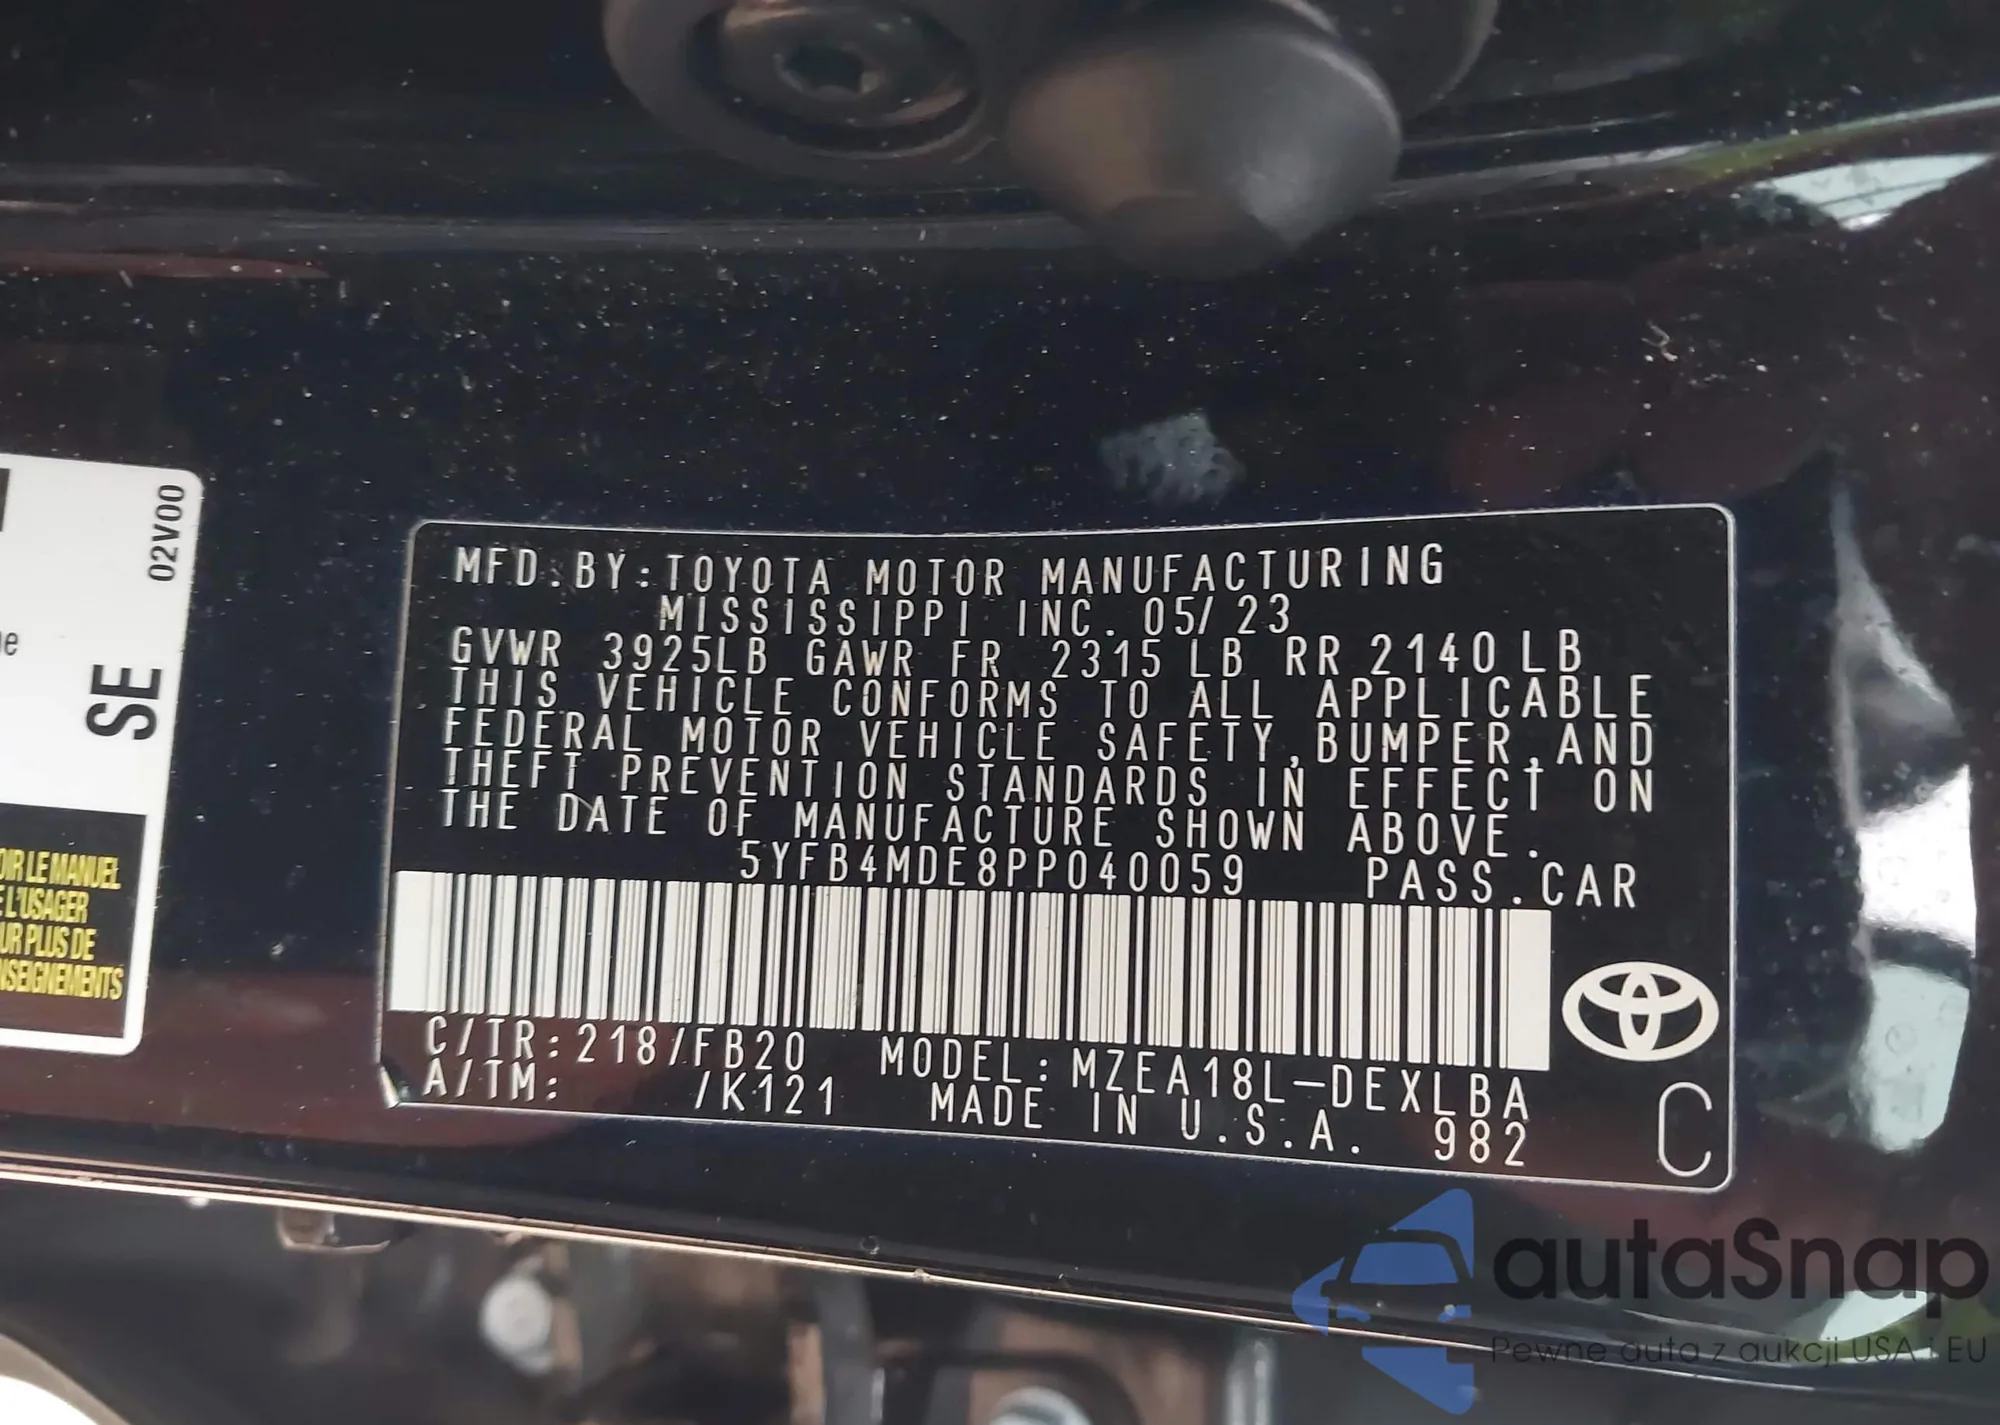 02V00
SE
OIR LE MANUEL
E L'USAGER
UR PLUS DE
NSEIGNEMENTS
MFD.BY:TOYOTA MOTOR MANUFACTURING
MISSISSIPPI INC. 05/23
GVWR 3925LB GAWR FR 2315 LB RR 2140 LB
THIS VEHICLE CONFORMS TO ALL APPLICABLE
FEDERAL MOTOR VEHICLE SAFETY,BUMPER,AND
THEFT PREVENTION STANDARDS IN EFFECT ON
THE DATE OF MANUFACTURE SHOWN ABOVE.
5YFB4MDE8PP040059 PASS.CAR
C/TR:218/FB20 MODEL:MZEA18L-DEXLBA
A/TM: /K121 MADE IN U.S.A. 982
C
autaSnap
Pewne auta z aukcji USA i EU